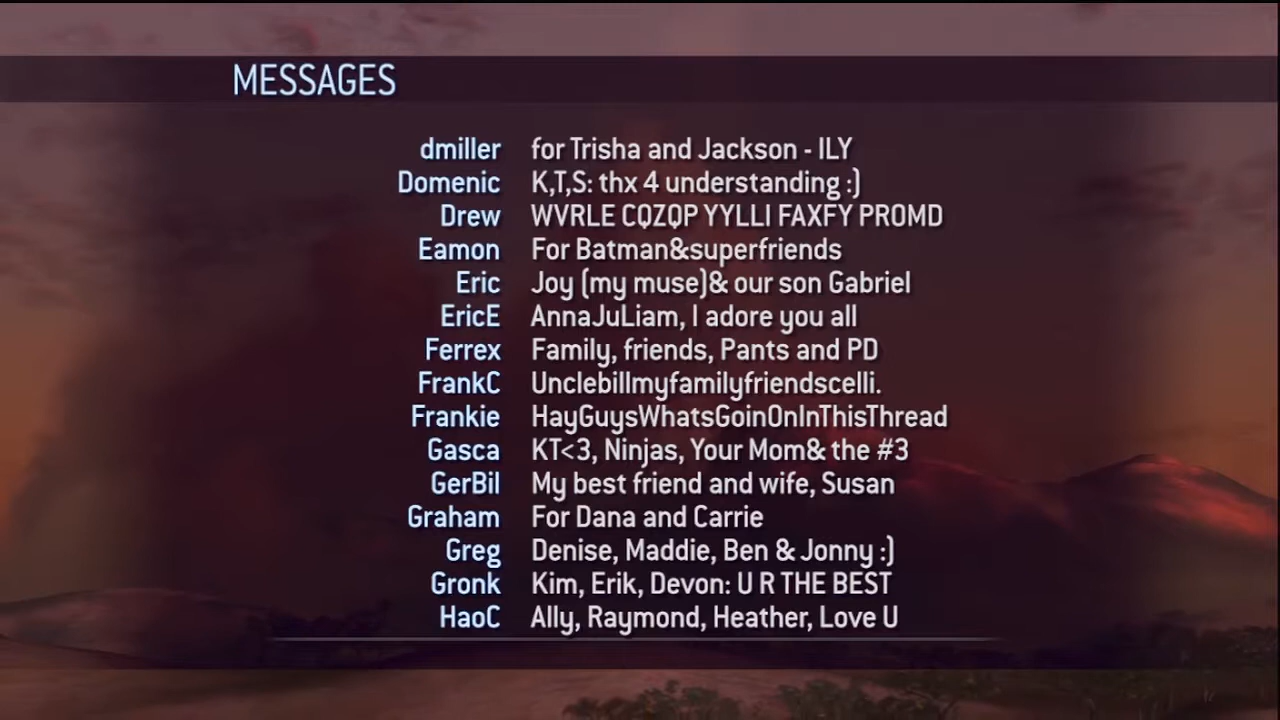 MESSAGES
dmiller for Trisha and Jackson - ILY
Domenic K,T,S: thx 4 understanding :)
Drew WVRLE CQZQP YYLLI FAXFY PROMD
Eamon For Batman&superfriends
Eric Joy (my muse)& our son Gabriel
EricE AnnaJuLiam, I adore you all
Ferrex Family, friends, Pants and PD
FrankC Unclebillmyfamilyfriendscelli.
Frankie HayGuysWhatsGoinOnInThisThread
Gasca KT<3, Ninjas, Your Mom& the #3
GerBil My best friend and wife, Susan
Graham For Dana and Carrie
Greg Denise, Maddie, Ben & Jonny :)
Gronk Kim, Erik, Devon: U R THE BEST
HaoC Ally, Raymond, Heather, Love U